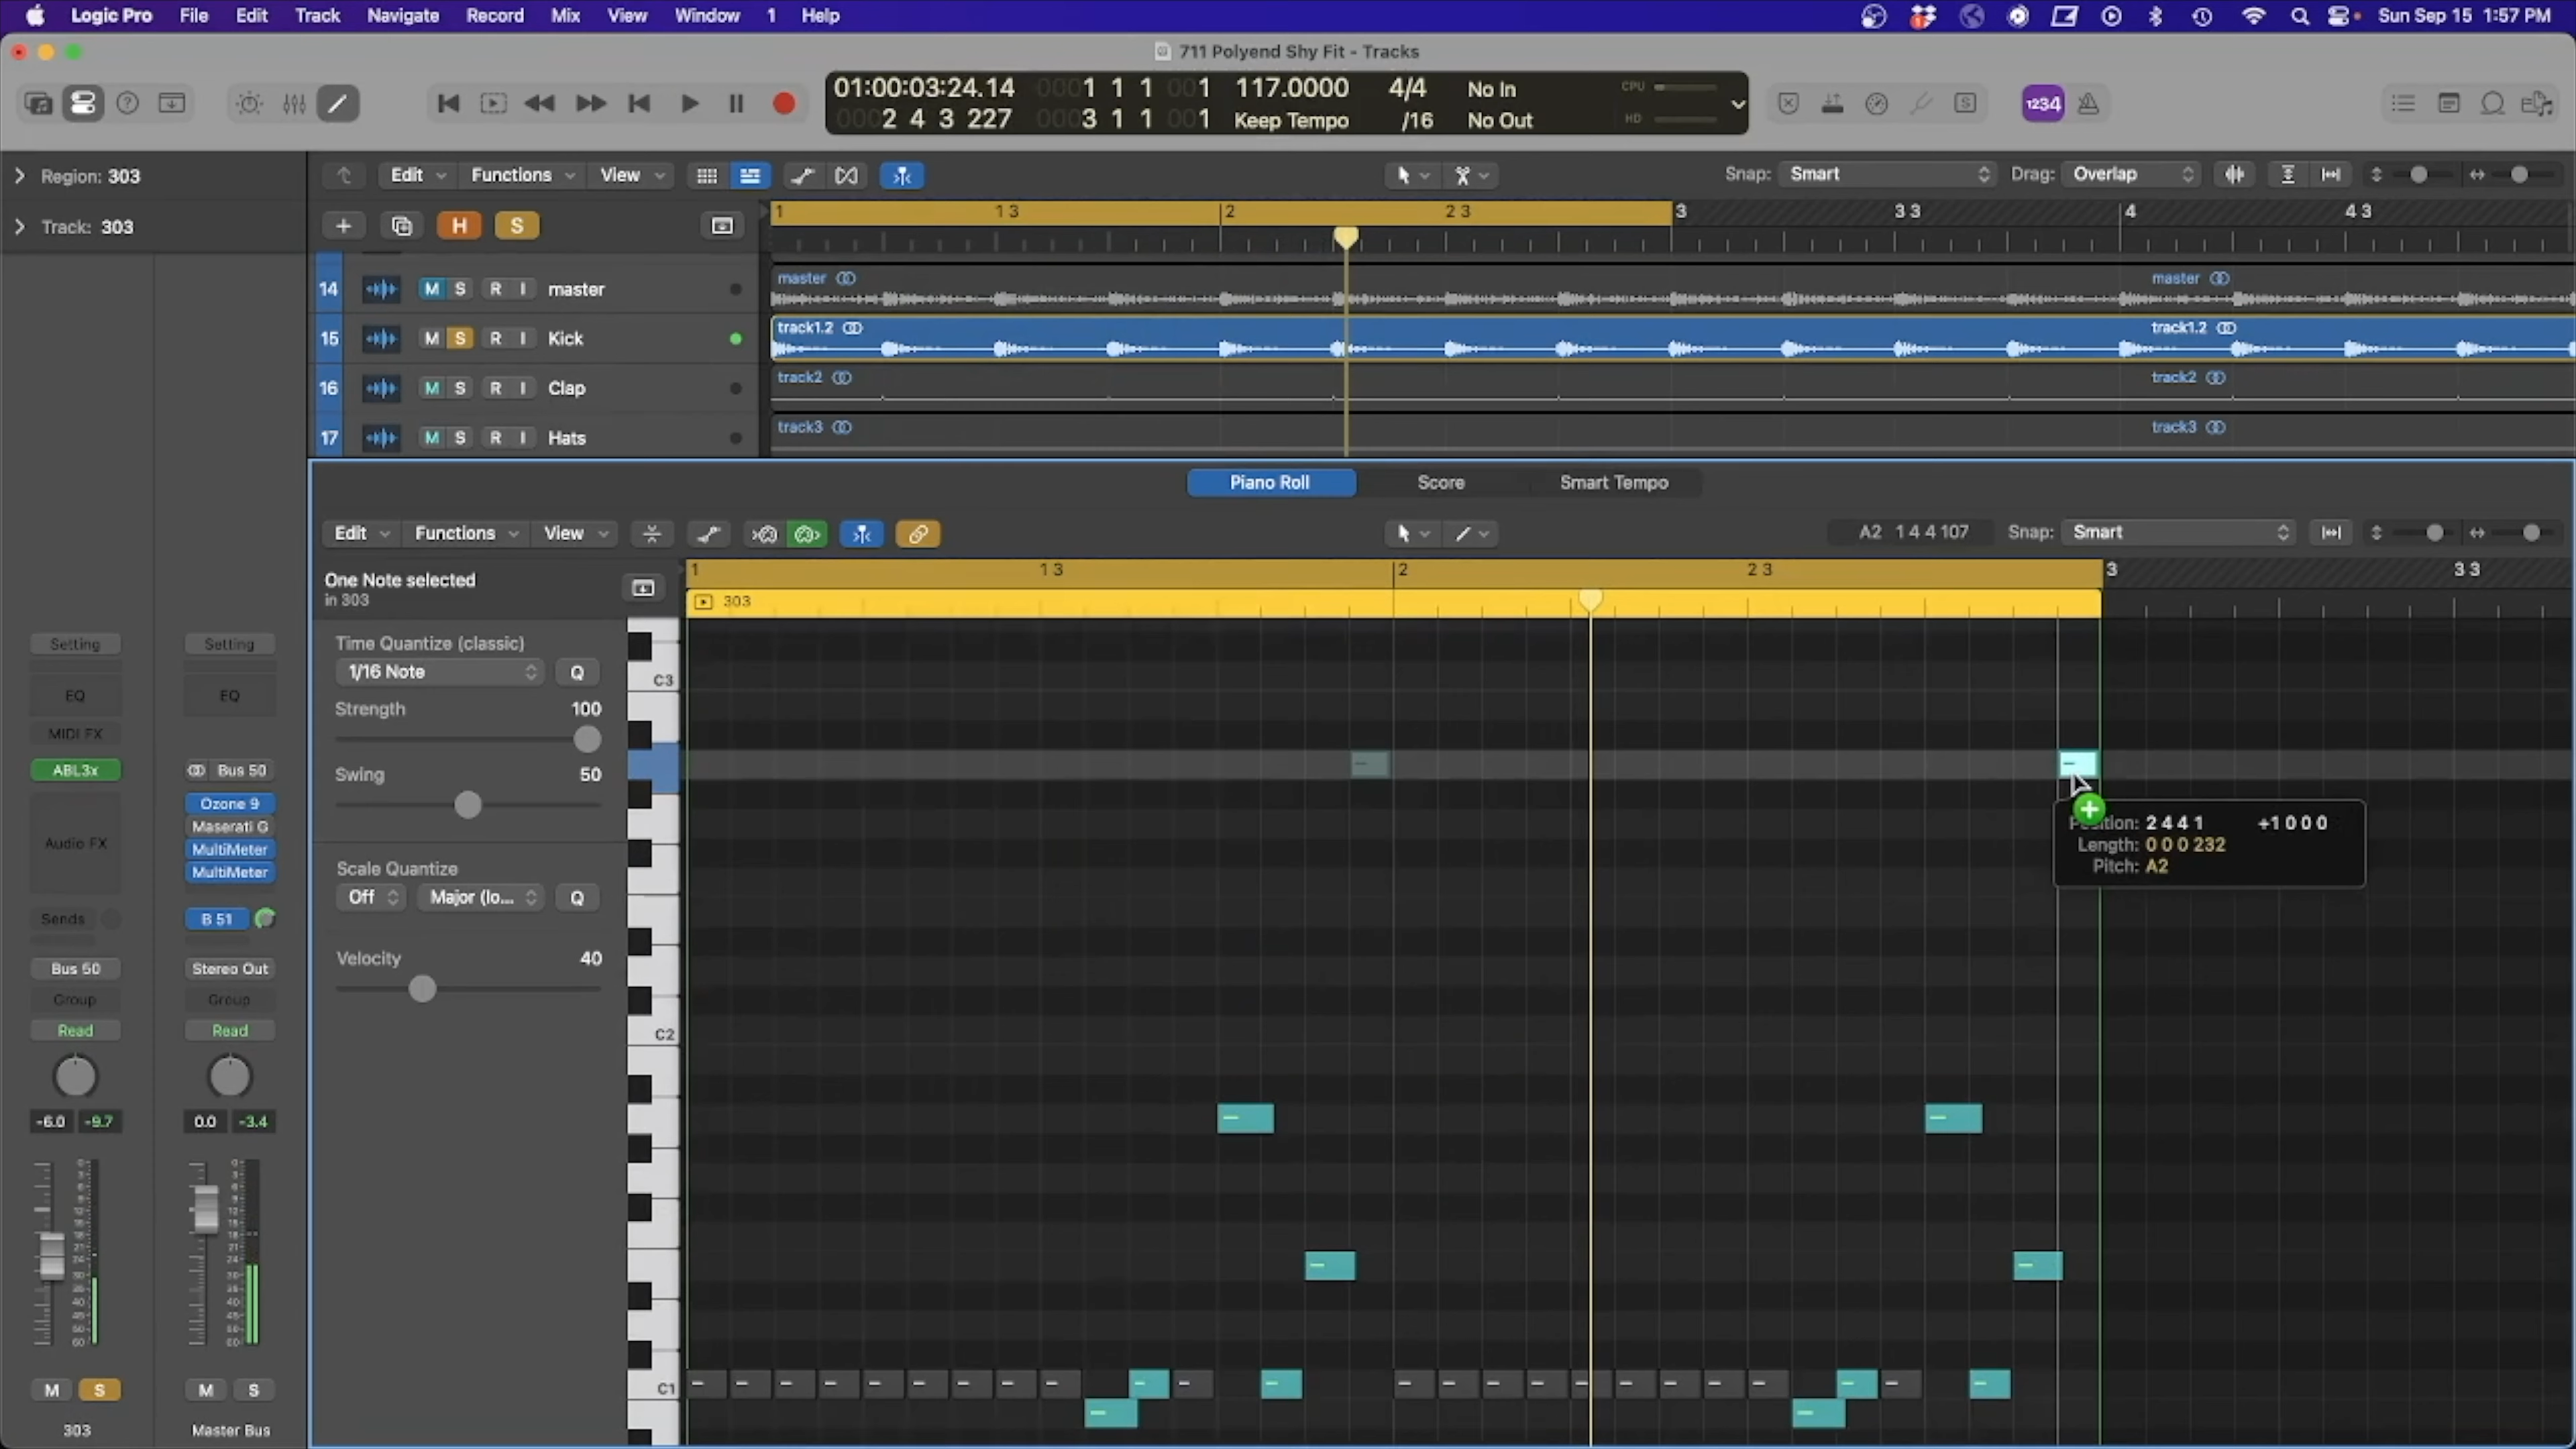 Logic Pro File Edit Track Navigate Record Mix View Window 1 Help Sun Sep 15 1:57 PM
711 Polyend Shy Fit - Tracks
01:00:03:24.14 0001 1 1 001 117.0000 4/4 No In CPU
0002 4 3 227 0003 1 1 001 Keep Tempo /16 No Out HD
1234
Region: 303 Edit Functions View Snap: Smart Drag: Overlap
Track: 303 H S 1 1 3 2 2 3 3 3 3 4 4 3
14 M S R I master master master
15 M S R I Kick track1.2 track1.2
16 M S R I Clap track2 track2
17 M S R I Hats track3 track3
Piano Roll Score Smart Tempo
Edit Functions View A2 1 4 4 107 Snap: Smart
One Note selected 1 1 3 2 2 3 3 3 3
in 303 303
Time Quantize (classic)
1/16 Note Q
Strength 100
Swing 50
Scale Quantize
Off Major (lo... Q
Velocity 40
C3
C2
C1
Position: 2 4 4 1 +1 0 0 0
Length: 0 0 0 232
Pitch: A2
Setting Setting
EQ EQ
MIDI FX
ABL3x Bus 50
Ozone 9
Maserati G
Audio FX MultiMeter
MultiMeter
Sends B 51
Bus 50 Stereo Out
Group Group
Read Read
-6.0 -9.7 0.0 -3.4
M S M S
303 Master Bus